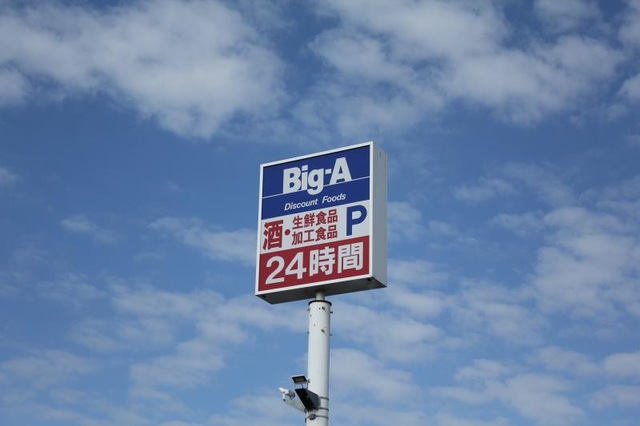 Big-A
Discount Foods
酒・生鮮食品
加工食品
P
24時間